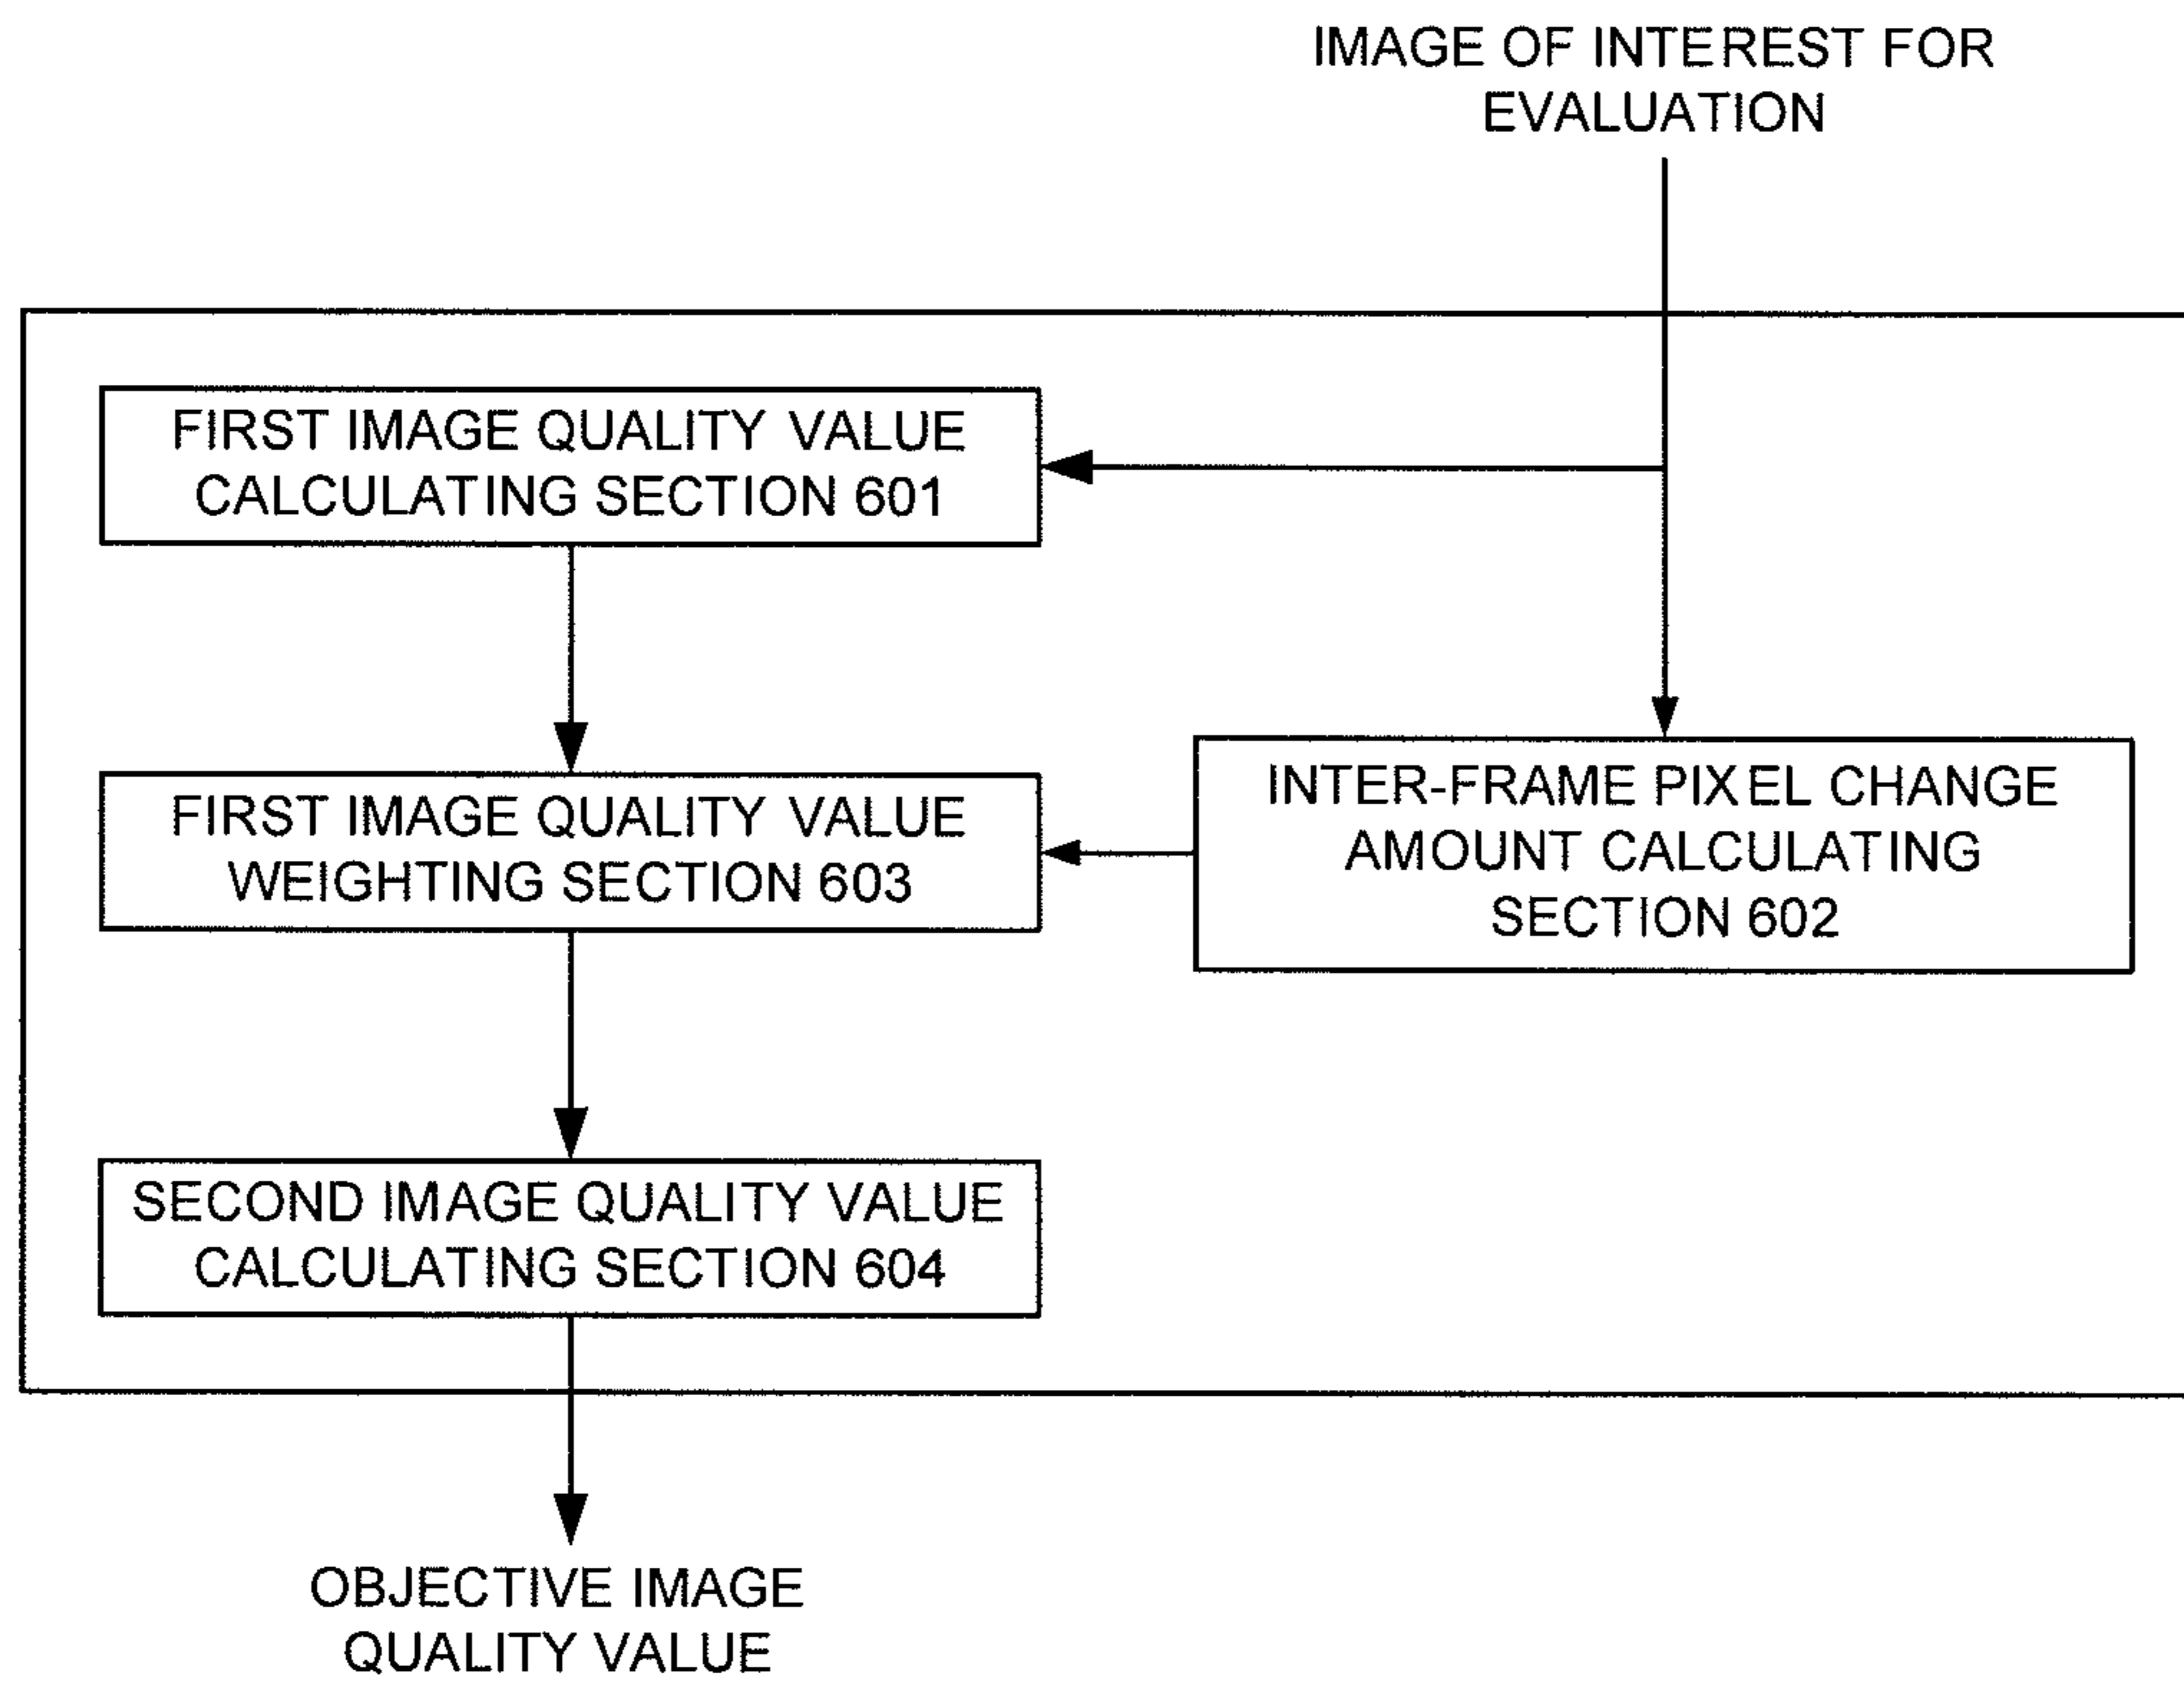 IMAGE OF INTEREST FOR
EVALUATION
FIRST IMAGE QUALITY VALUE
CALCULATING SECTION 601
FIRST IMAGE QUALITY VALUE
WEIGHTING SECTION 603
INTER-FRAME PIXEL CHANGE
AMOUNT CALCULATING
SECTION 602
SECOND IMAGE QUALITY VALUE
CALCULATING SECTION 604
OBJECTIVE IMAGE
QUALITY VALUE